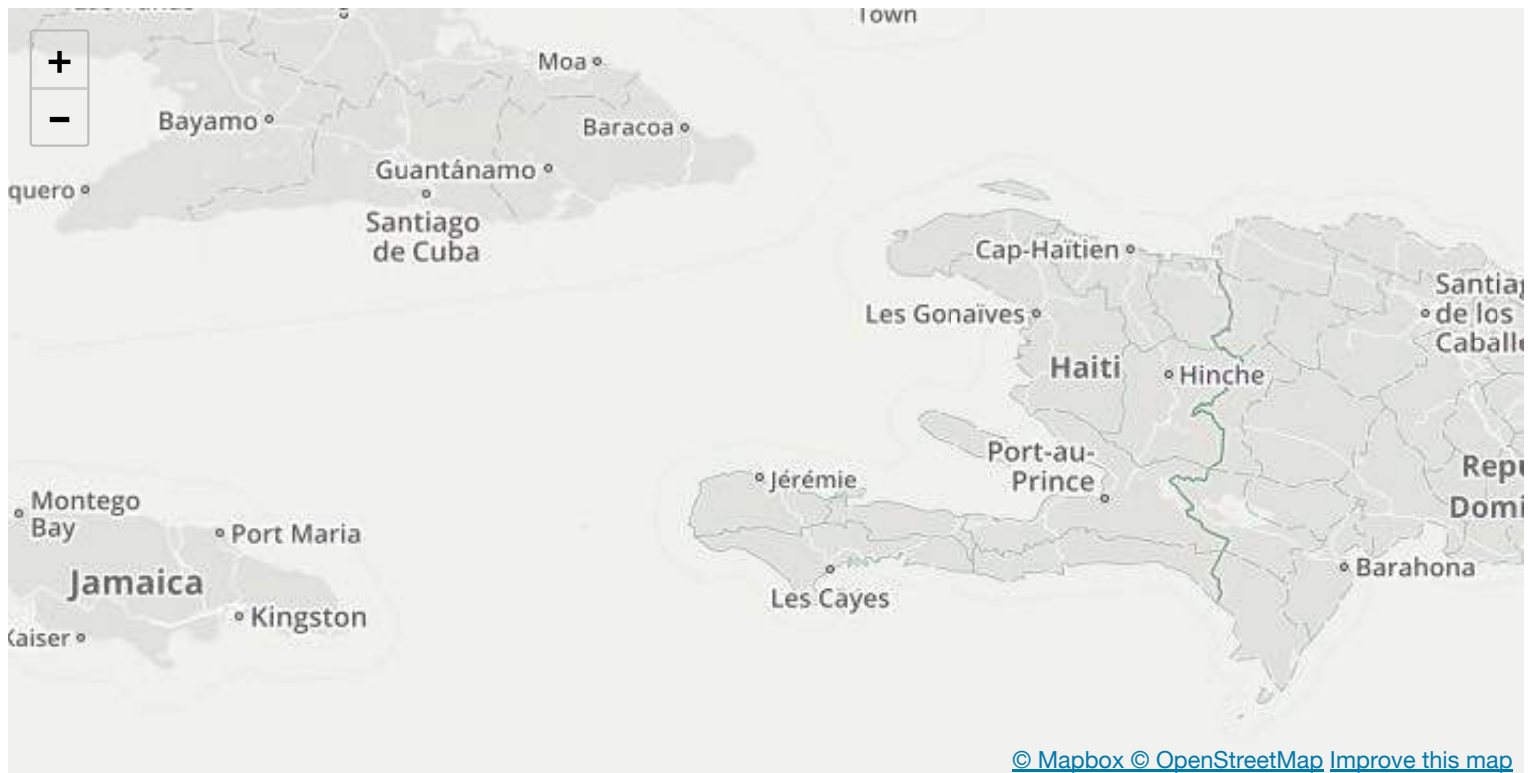 Town
+
Moa
Bayamo
−
Baracoa
Guantánamo
quero
Santiago
de Cuba
Cap-Haïtien
Santiag
de los
Caballe
Les Gonaïves
Haiti
Hinche
Port-au-
Prince
Repu
Domi
Jérémie
Montego
Bay
Port Maria
Jamaica
Barahona
Les Cayes
Kingston
Kaiser
© Mapbox © OpenStreetMap Improve this map